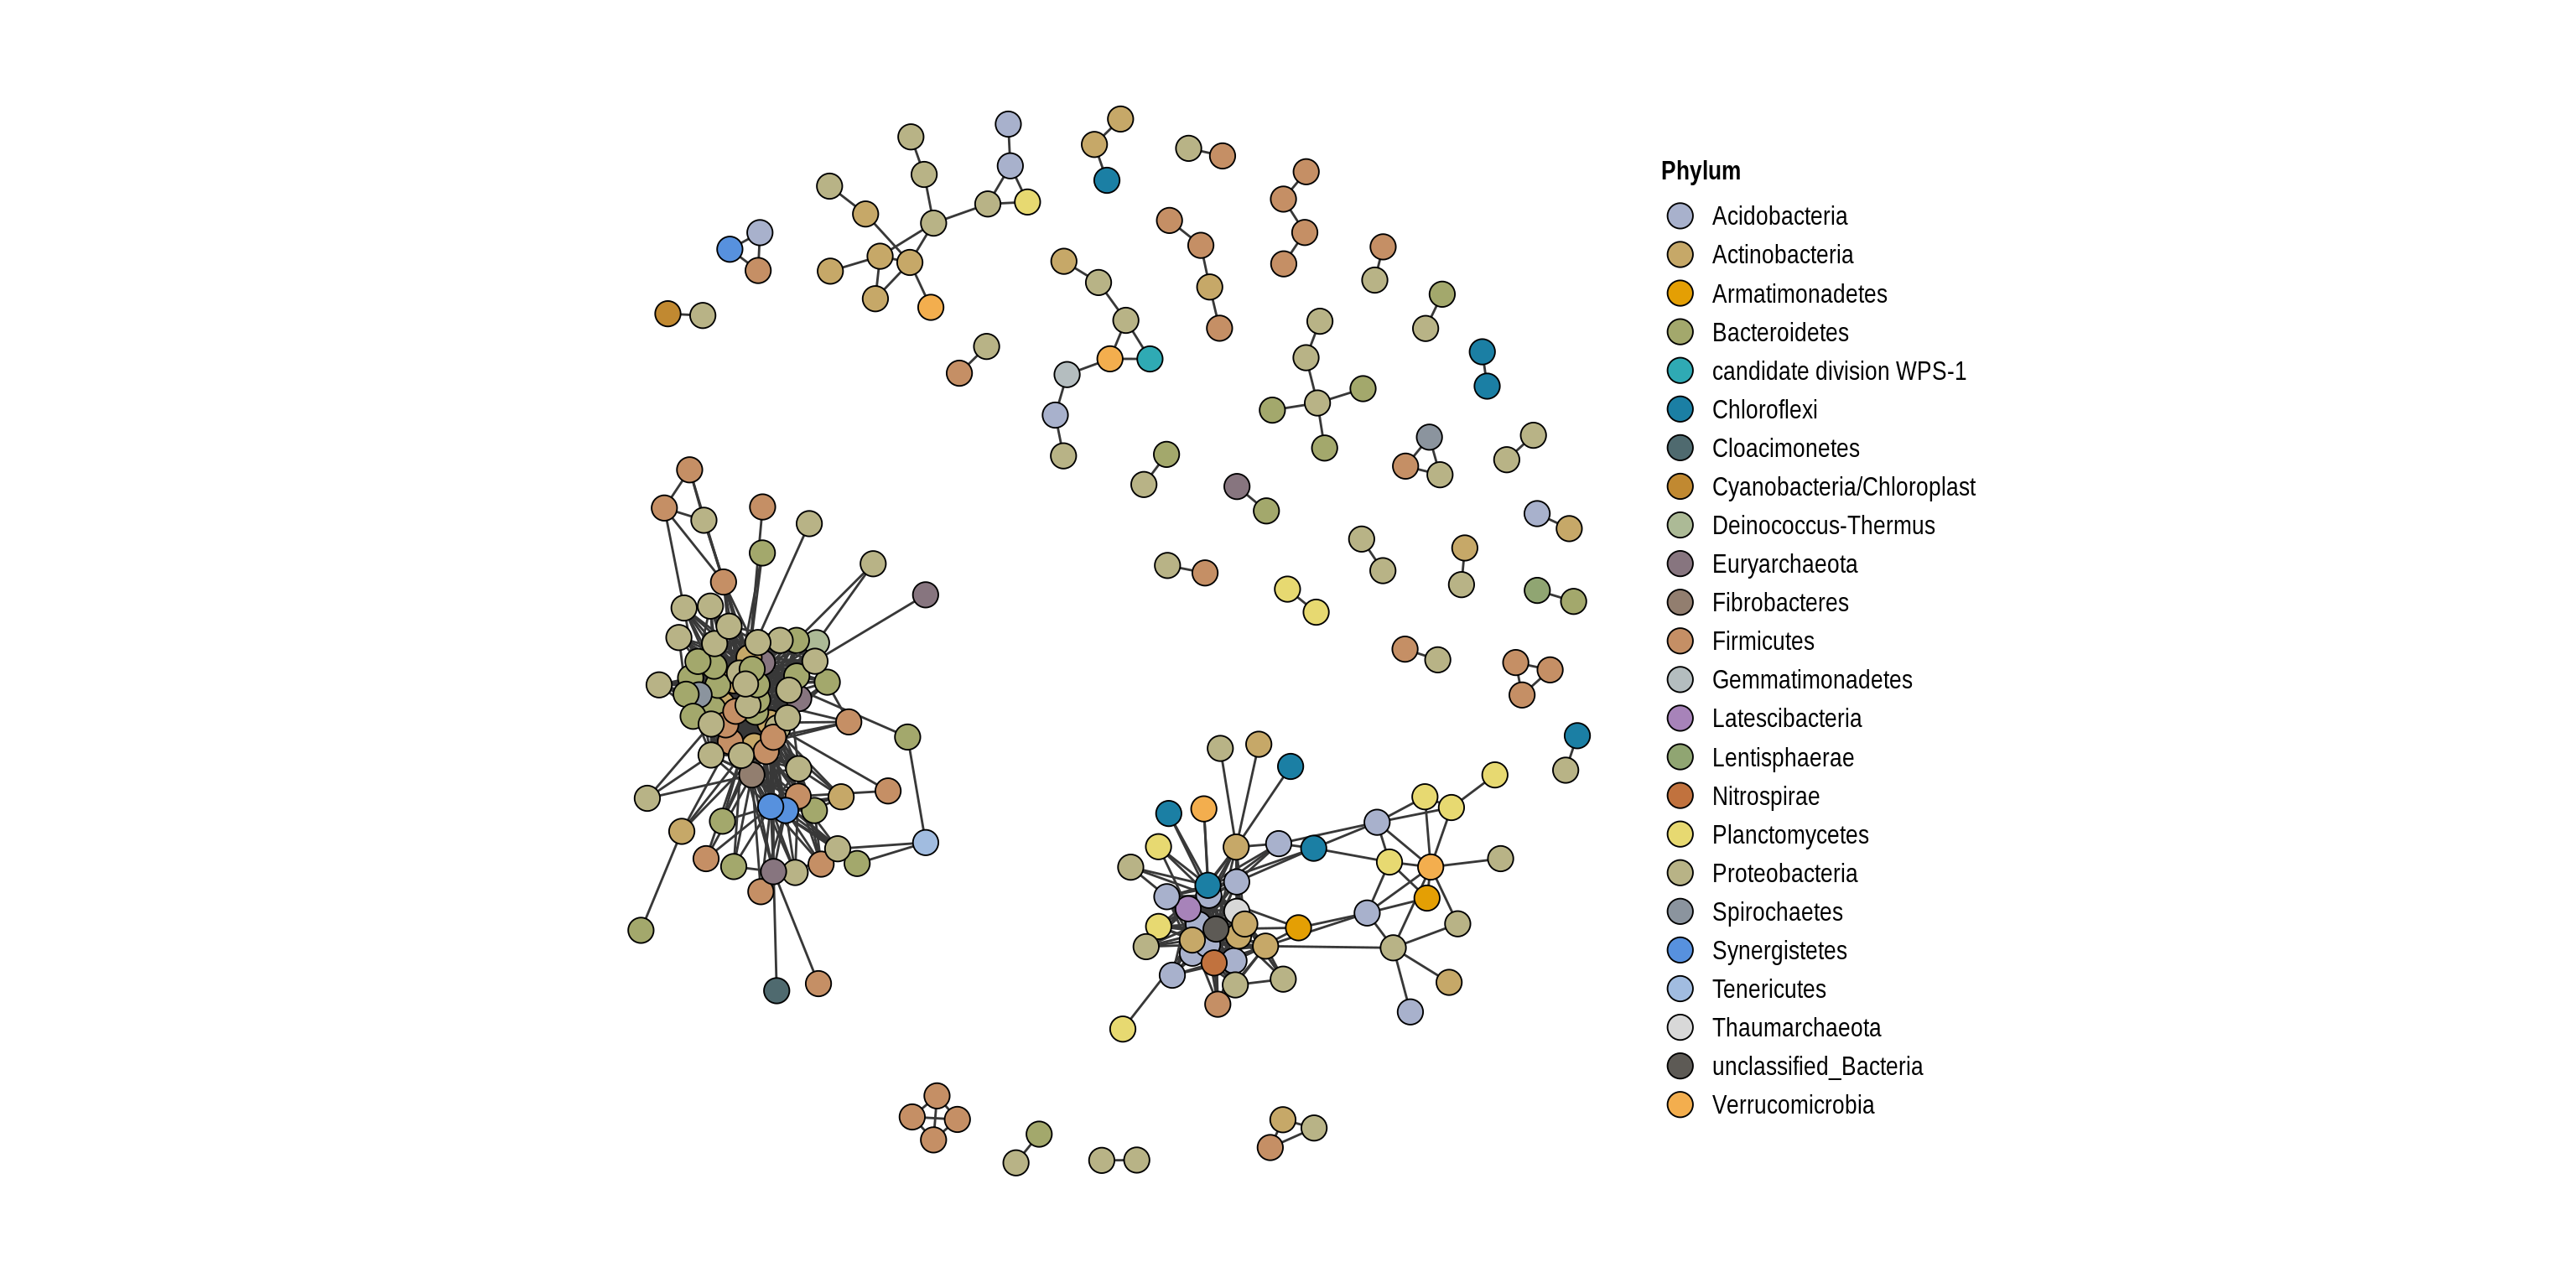 Phylum
Acidobacteria
Actinobacteria
Armatimonadetes
Bacteroidetes
candidate division WPS-1
Chloroflexi
Cloacimonetes
Cyanobacteria/Chloroplast
Deinococcus-Thermus
Euryarchaeota
Fibrobacteres
Firmicutes
Gemmatimonadetes
Latescibacteria
Lentisphaerae
Nitrospirae
Planctomycetes
Proteobacteria
Spirochaetes
Synergistetes
Tenericutes
Thaumarchaeota
unclassified_Bacteria
Verrucomicrobia